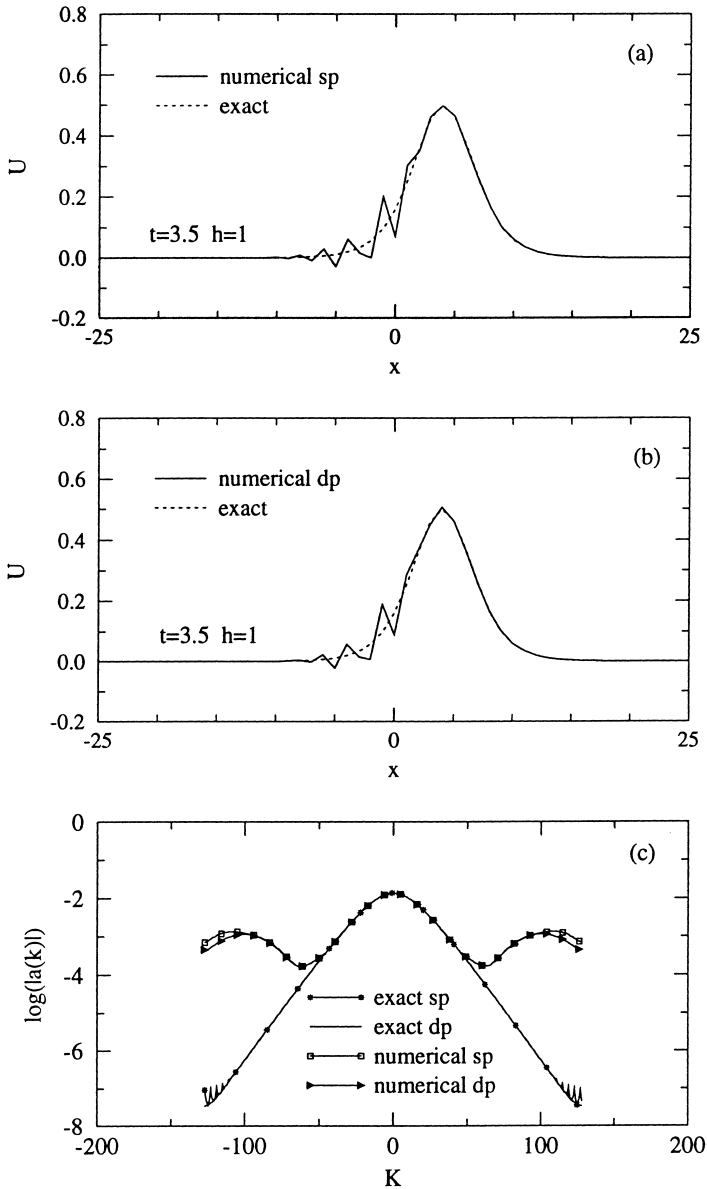 0.8
(a)
numerical sp
0.6
exact
0.4
U
0.2
t=3.5 h=1
0.0
-0.2
-25
0
25
x
0.8
(b)
numerical dp
0.6
exact
0.4
U
0.2
t=3.5 h=1
0.0
-0.2
-25
0
25
x
0
(c)
-2
log(|a(k)|)
-4
exact sp
exact dp
-6
numerical sp
numerical dp
-8
-200
-100
0
100
200
K